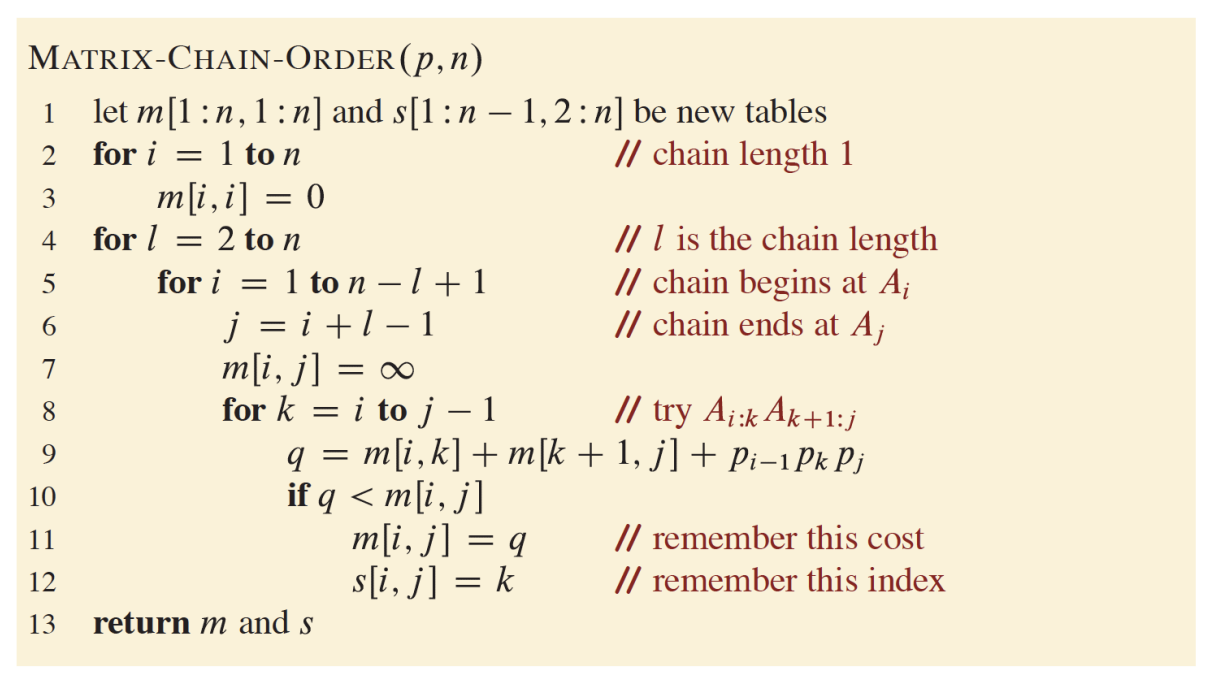 MATRIX-CHAIN-ORDER(p, n)
1 let m[1:n, 1:n] and s[1:n − 1, 2:n] be new tables
2 for i = 1 to n // chain length 1
3 m[i, i] = 0
4 for l = 2 to n // l is the chain length
5 for i = 1 to n − l + 1 // chain begins at Aᵢ
6 j = i + l − 1 // chain ends at Aⱼ
7 m[i, j] = ∞
8 for k = i to j − 1 // try A_{i:k} A_{k+1:j}
9 q = m[i, k] + m[k + 1, j] + p_{i−1} p_k p_j
10 if q < m[i, j]
11 m[i, j] = q // remember this cost
12 s[i, j] = k // remember this index
13 return m and s